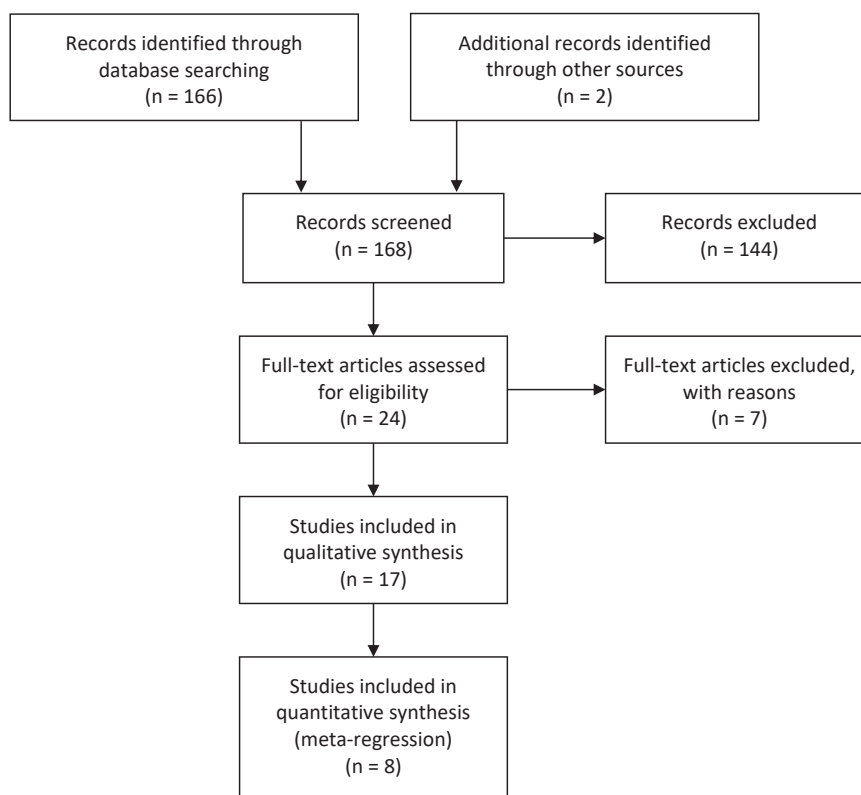 Records identified through
database searching
(n = 166)
Additional records identified
through other sources
(n = 2)
Records screened
(n = 168)
Records excluded
(n = 144)
Full-text articles assessed
for eligibility
(n = 24)
Full-text articles excluded,
with reasons
(n = 7)
Studies included in
qualitative synthesis
(n = 17)
Studies included in
quantitative synthesis
(meta-regression)
(n = 8)